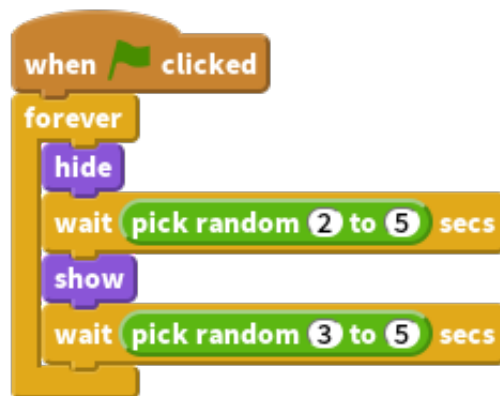 when clicked
forever
hide
wait pick random 2 to 5 secs
show
wait pick random 3 to 5 secs